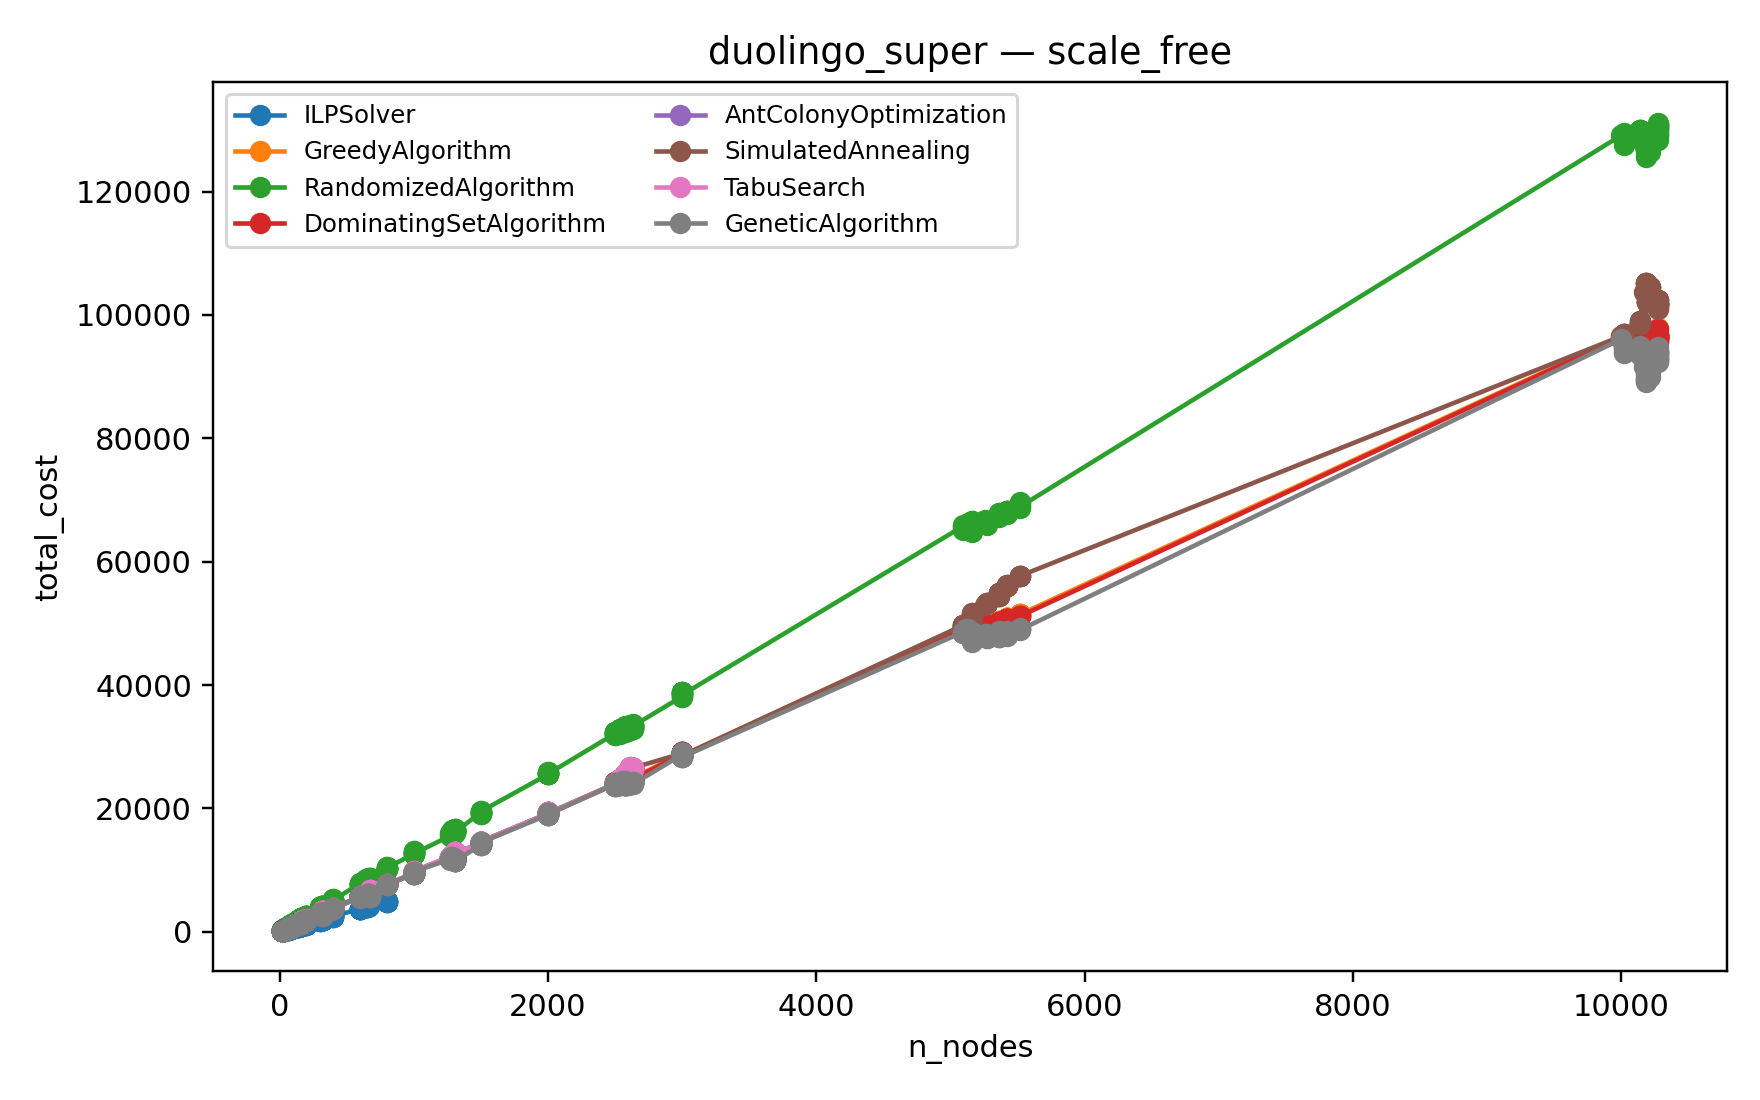 duolingo_super — scale_free
ILPSolver
GreedyAlgorithm
RandomizedAlgorithm
DominatingSetAlgorithm
AntColonyOptimization
SimulatedAnnealing
TabuSearch
GeneticAlgorithm
total_cost
120000
100000
80000
60000
40000
20000
0
0 2000 4000 6000 8000 10000
n_nodes